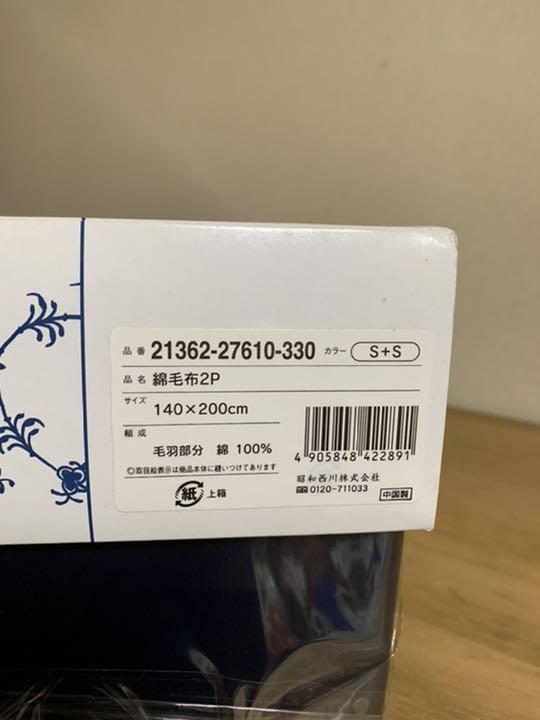 品番 21362-27610-330 カラー S+S
品名 綿毛布2P
サイズ 140×200cm
組成 毛羽部分 綿 100%
◎取扱絵表示は商品本体に縫いつけてあります
紙 上箱
4 905848 422891
昭和西川株式会社
0120-711033
中国製